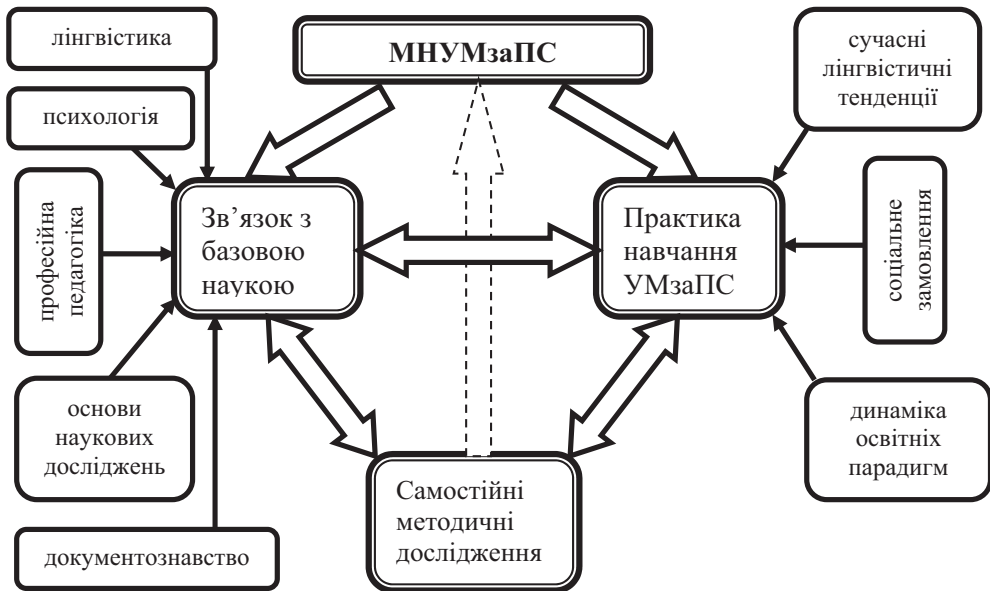 лінгвістика
МНУМзаПС
сучасні
лінгвістичні
тенденції
психологія
професійна
педагогіка
Зв’язок з
базовою
наукою
Практика
навчання
УМзаПС
соціальне
замовлення
основи
наукових
досліджень
динаміка
освітніх
парадигм
Самостійні
методичні
дослідження
документознавство